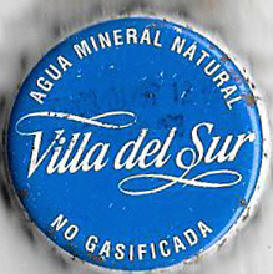 AGUA MINERAL NATURAL
Villa del Sur
NO GASIFICADA